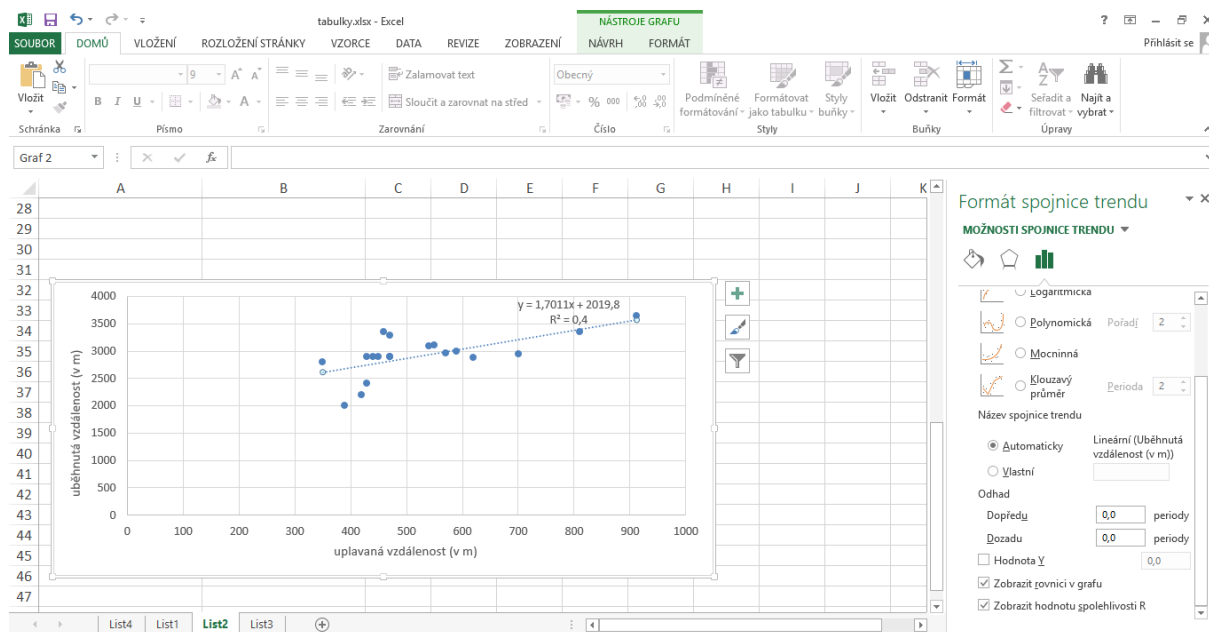 tabulky.xlsx - Excel
NÁSTROJE GRAFU
?
SOUBOR DOMŮ VLOŽENÍ ROZLOŽENÍ STRÁNKY VZORCE DATA REVIZE ZOBRAZENÍ NÁVRH FORMÁT Přihlásit se
Vložit
9
Zalamovat text
Obecný
B I U
Sloučit a zarovnat na střed
% 000
Podmíněné formátování
Formátovat jako tabulku
Styly buňky
Vložit Odstranit Formát
Seřadit a filtrovat
Najít a vybrat
Schránka Písmo Zarovnání Číslo Styly Buňky Úpravy
Graf 2
fx
A B C D E F G H I J K
28
29
30
31
32
33
34
35
36
37
38
39
40
41
42
43
44
45
46
47
4000
3500
3000
2500
2000
1500
1000
500
0
y = 1,7011x + 2019,8
R² = 0,4
uběhnutá vzdálenost (v m)
0 100 200 300 400 500 600 700 800 900 1000
uplavaná vzdálenost (v m)
Formát spojnice trendu
MOŽNOSTI SPOJNICE TRENDU
Logaritmická
Polynomická Pořadí 2
Mocninná
Klouzavý průměr Perioda 2
Název spojnice trendu
Automaticky Lineární (Uběhnutá
vzdálenost (v m))
Vlastní
Odhad
Dopředu 0,0 periody
Dozadu 0,0 periody
Hodnota Y 0,0
Zobrazit rovnici v grafu
Zobrazit hodnotu spolehlivosti R
List4 List1 List2 List3